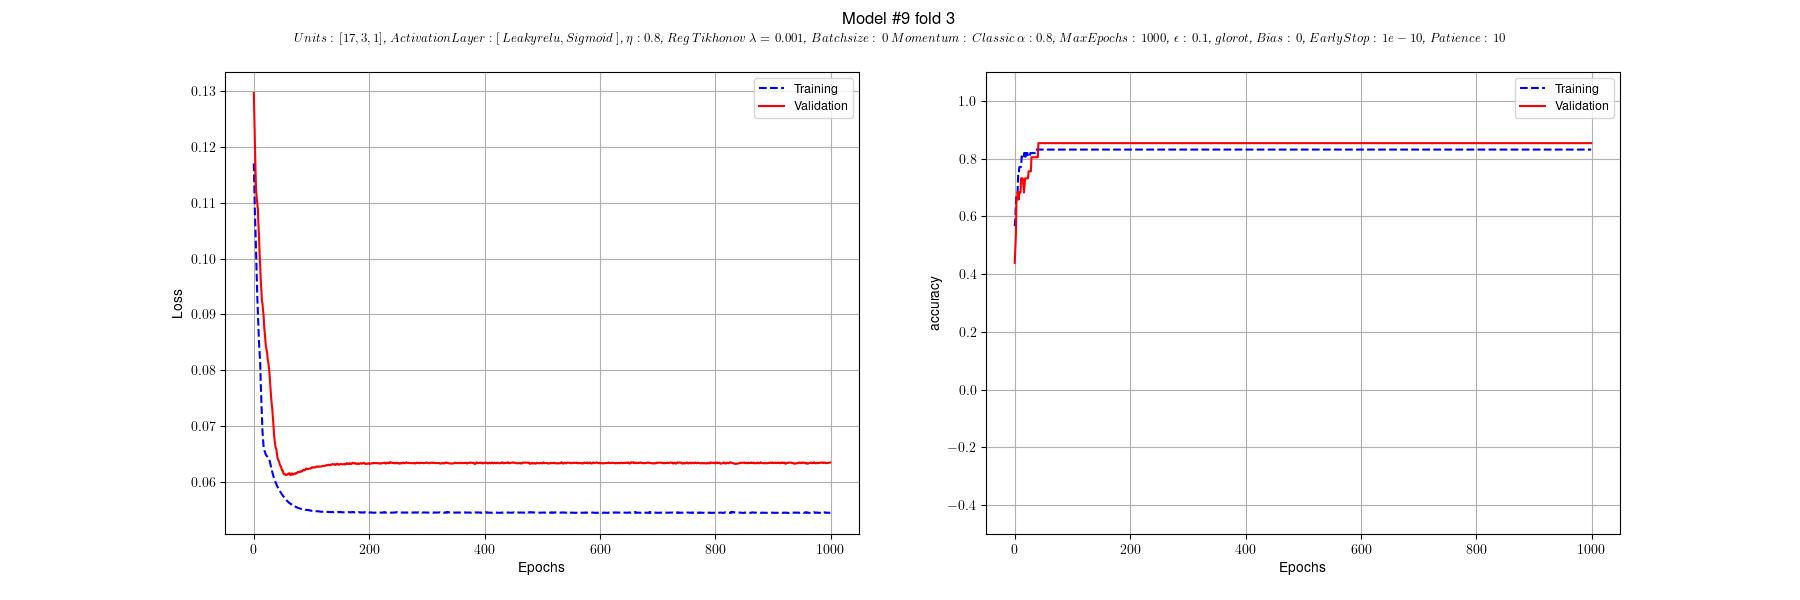 Model #9 fold 3
Units : [17, 3, 1], ActivationLayer : [ Leakyrelu, Sigmoid ], η : 0.8, Reg Tikhonov λ = 0.001, Batchsize : 0 Momentum : Classic α : 0.8, MaxEpochs : 1000, ϵ : 0.1, glorot, Bias : 0, EarlyStop : 1e − 10, Patience : 10
0.13
0.12
0.11
0.10
0.09
0.08
0.07
0.06
Loss
Training
Validation
0 200 400 600 800 1000
Epochs
1.0
0.8
0.6
0.4
0.2
0.0
−0.2
−0.4
accuracy
Training
Validation
0 200 400 600 800 1000
Epochs